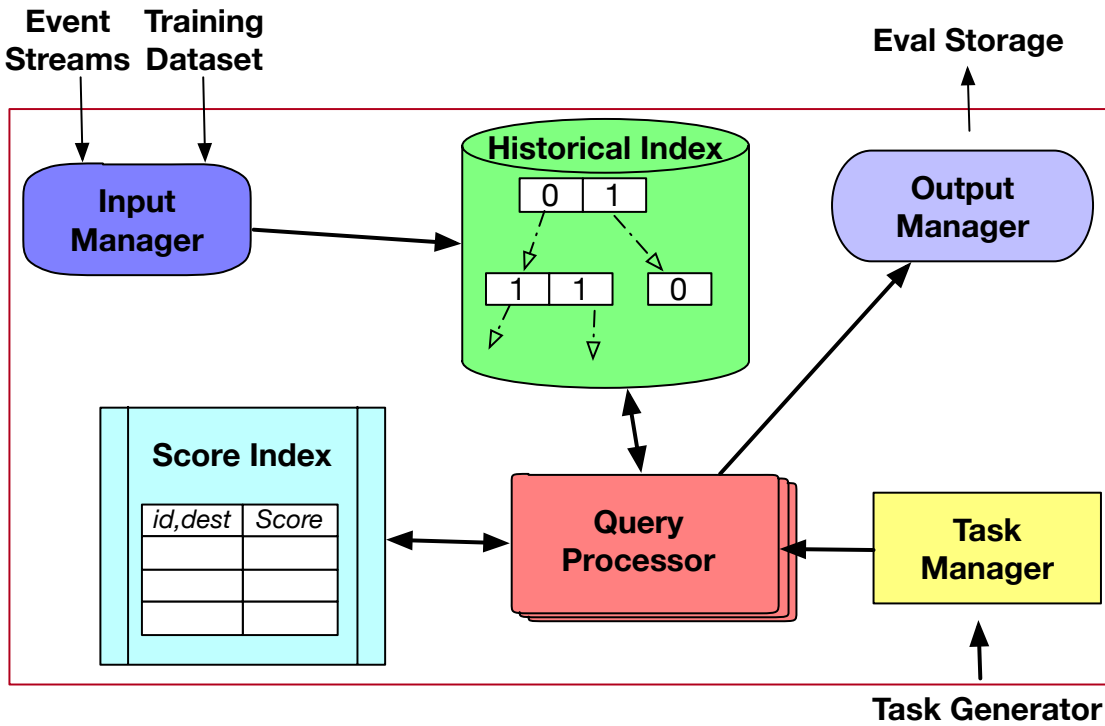 Event Streams
Training Dataset
Eval Storage
Input Manager
Historical Index
0 1
1 1
0
Output Manager
Score Index
id,dest Score
Query Processor
Task Manager
Task Generator